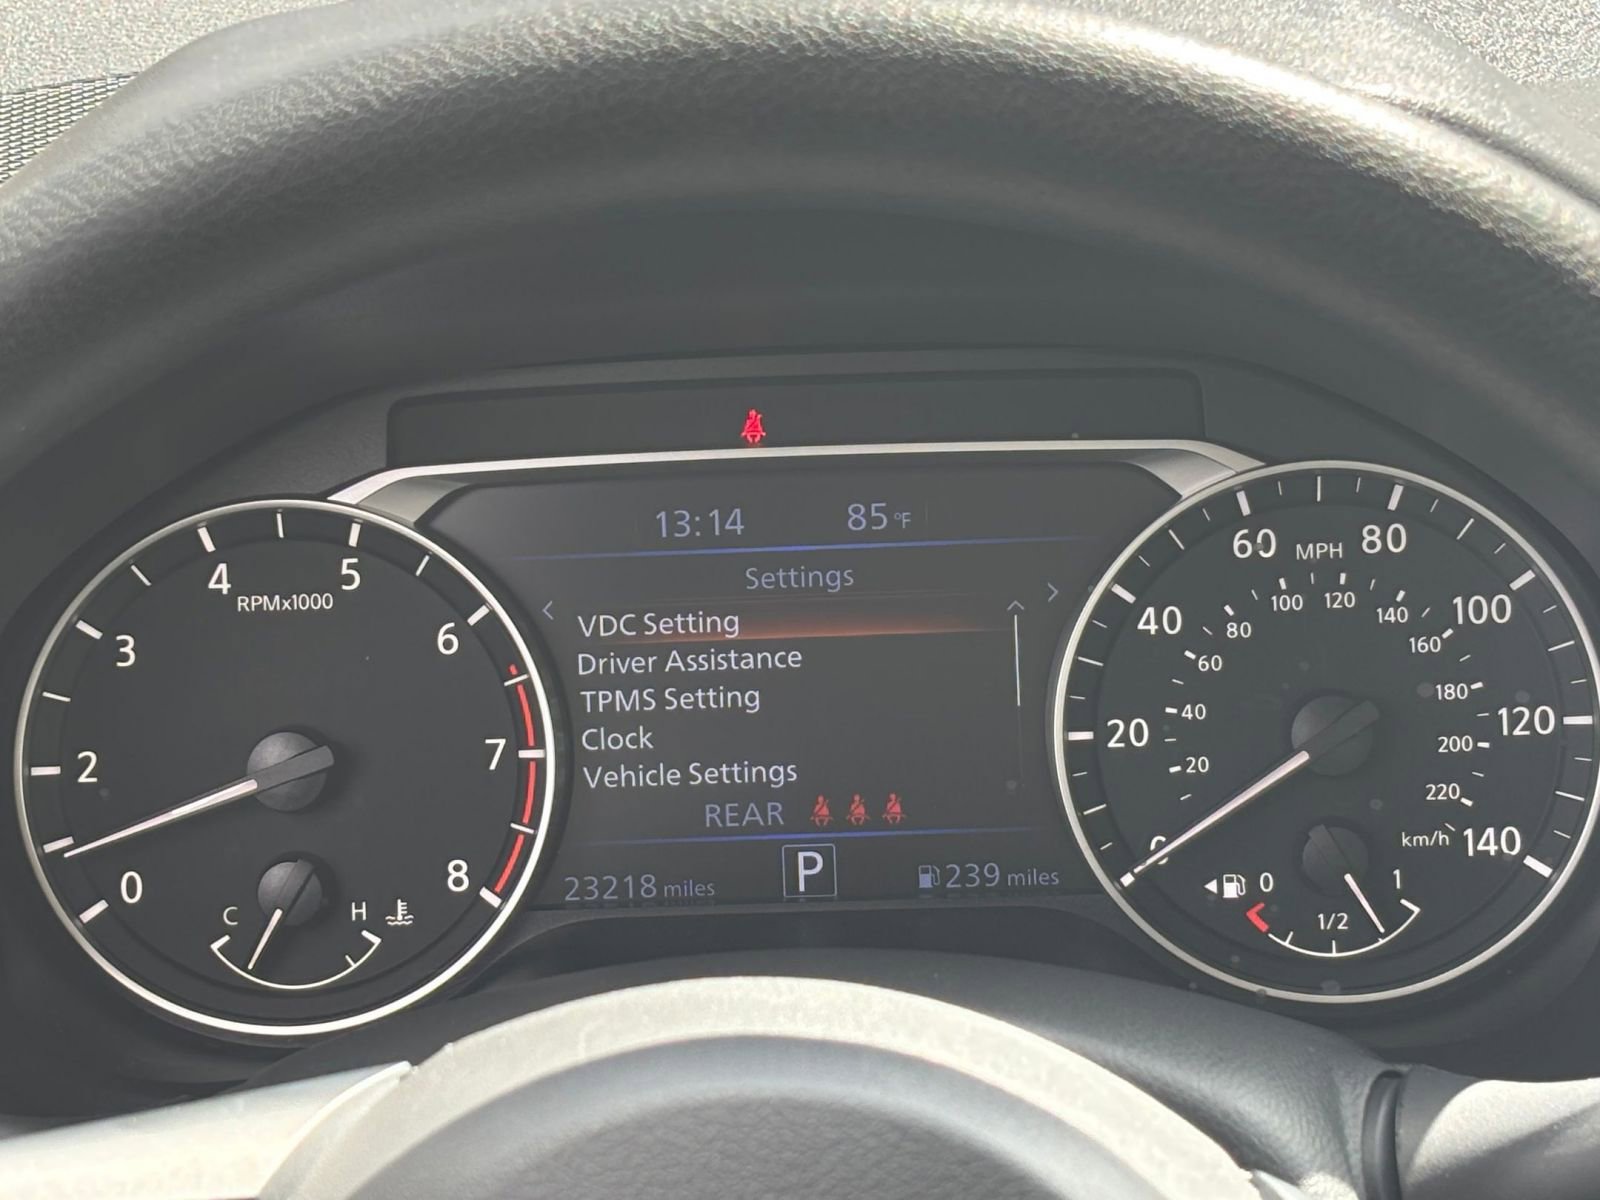 13:14 85 °F
Settings
VDC Setting
Driver Assistance
TPMS Setting
Clock
Vehicle Settings
REAR
23218 miles P 239 miles
0 2 3 4 5 6 7 8
RPMx1000
C H
0 20 40 60 80 100 120 140
MPH
20 40 60 80 100 120 140 160 180 200 220
km/h
0 1/2 1